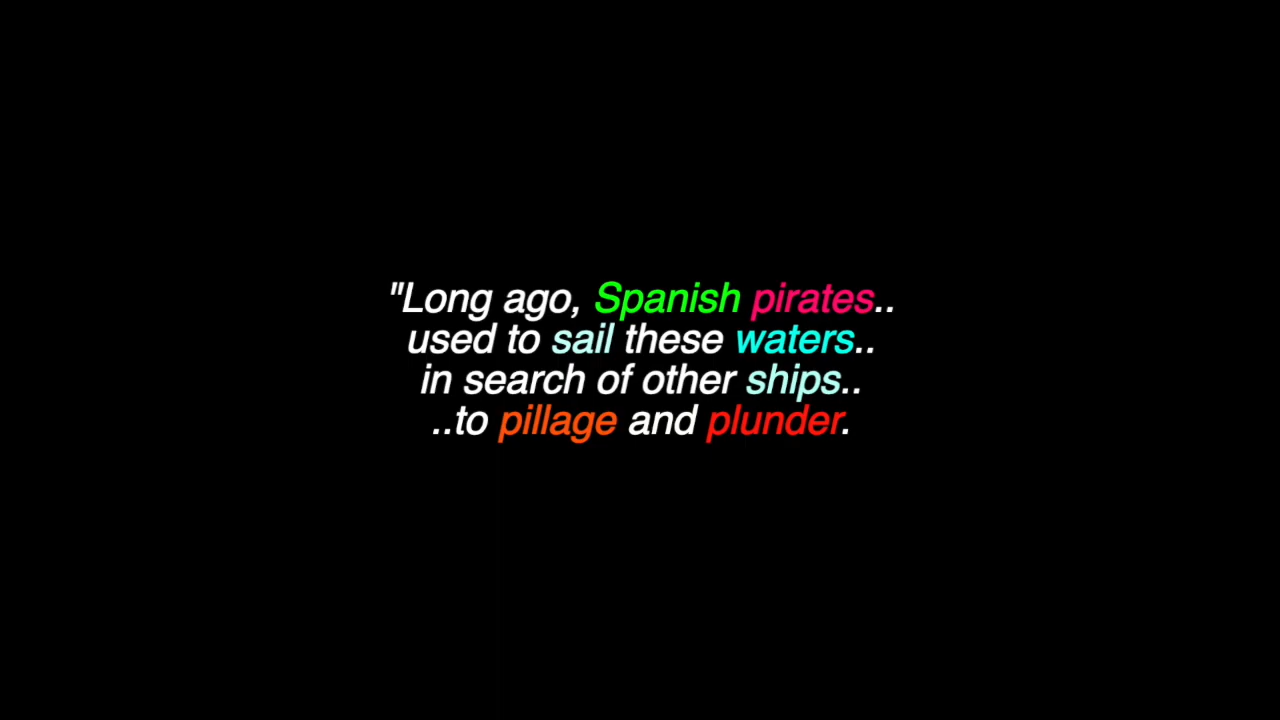 "Long ago, Spanish pirates..
used to sail these waters..
in search of other ships..
..to pillage and plunder.